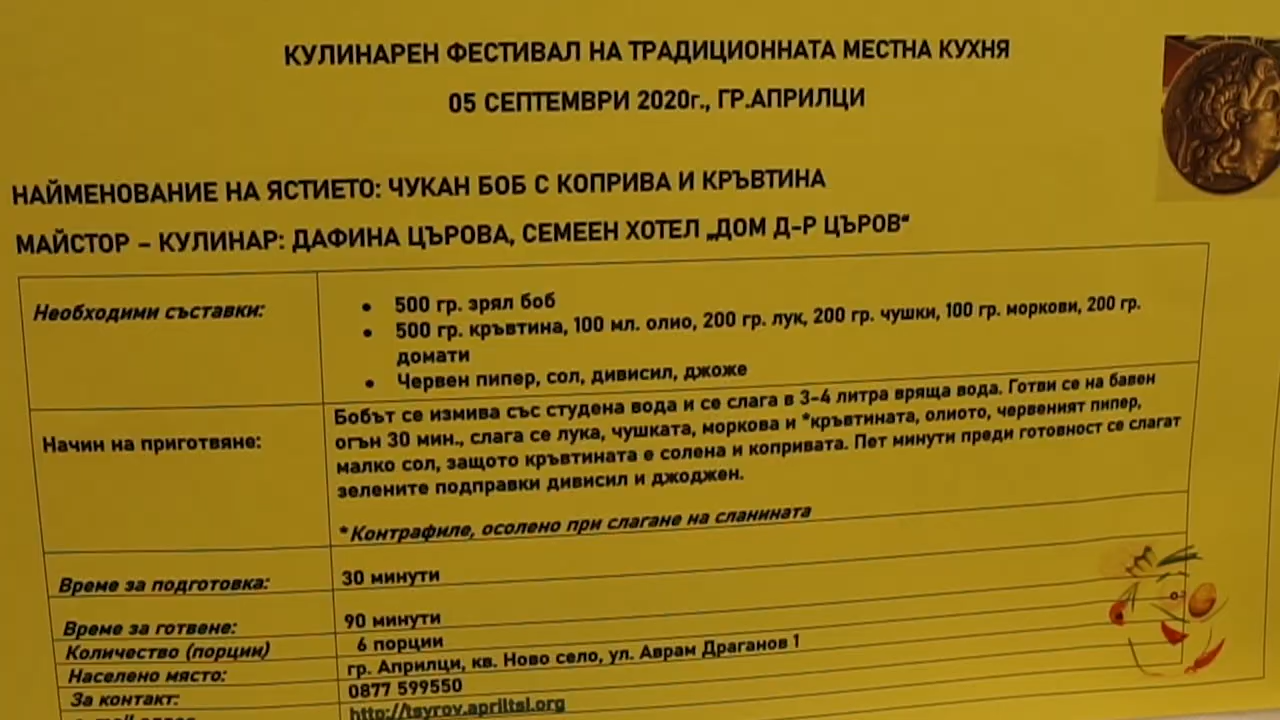 КУЛИНАРЕН ФЕСТИВАЛ НА ТРАДИЦИОННАТА МЕСТНА КУХНЯ
05 СЕПТЕМВРИ 2020г., ГР.АПРИЛЦИ
НАЙМЕНОВАНИЕ НА ЯСТИЕТО: ЧУКАН БОБ С КОПРИВА И КРЪВТИНА
МАЙСТОР – КУЛИНАР: ДАФИНА ЦЪРОВА, СЕМЕЕН ХОТЕЛ „ДОМ Д-Р ЦЪРОВ“
Необходими съставки:
• 500 гр. зрял боб
• 500 гр. кръвтина, 100 мл. олио, 200 гр. лук, 200 гр. чушки, 100 гр. моркови, 200 гр.
домати
• Червен пипер, сол, дивисил, джоже
Начин на приготвяне:
Бобът се измива със студена вода и се слага в 3-4 литра вряща вода. Готви се на бавен
огън 30 мин., слага се лука, чушката, моркова и *кръвтината, олиото, червеният пипер,
малко сол, защото кръвтината е солена и копривата. Пет минути преди готовност се слагат
зелените подправки дивисил и джоджен.
*Контрафиле, осолено при слагане на сланината
Време за подготовка: 30 минути
Време за готвене: 90 минути
Количество (порции) 6 порции
Населено място: гр. Априлци, кв. Ново село, ул. Аврам Драганов 1
За контакт: 0877 599550
http://tsyrov.apriltsi.org